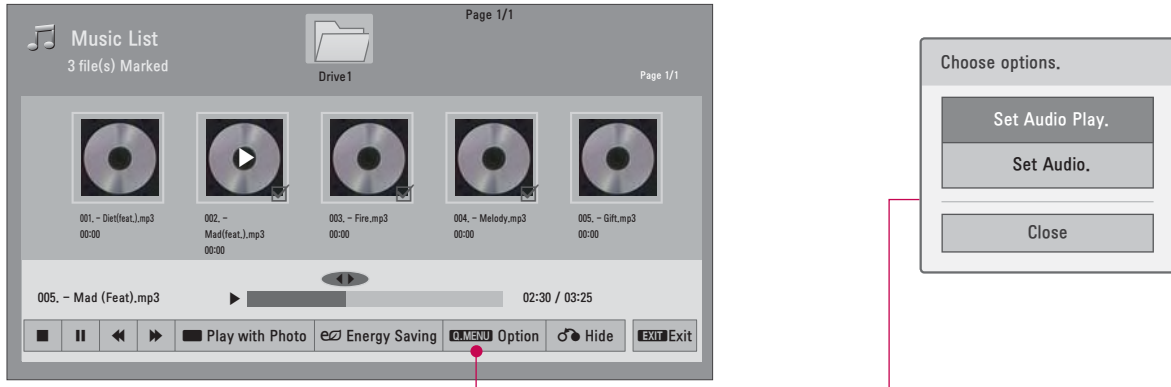 Page 1/1
Music List
3 file(s) Marked
Drive1
Page 1/1
001. - Diet(feat.).mp3
00:00
002. -
Mad(feat.).mp3
00:00
003. - Fire.mp3
00:00
004. - Melody.mp3
00:00
005. - Gift.mp3
00:00
005. - Mad (Feat).mp3
02:30 / 03:25
Play with Photo
Energy Saving
Q.MENU Option
Hide
EXIT Exit
Choose options.
Set Audio Play.
Set Audio.
Close